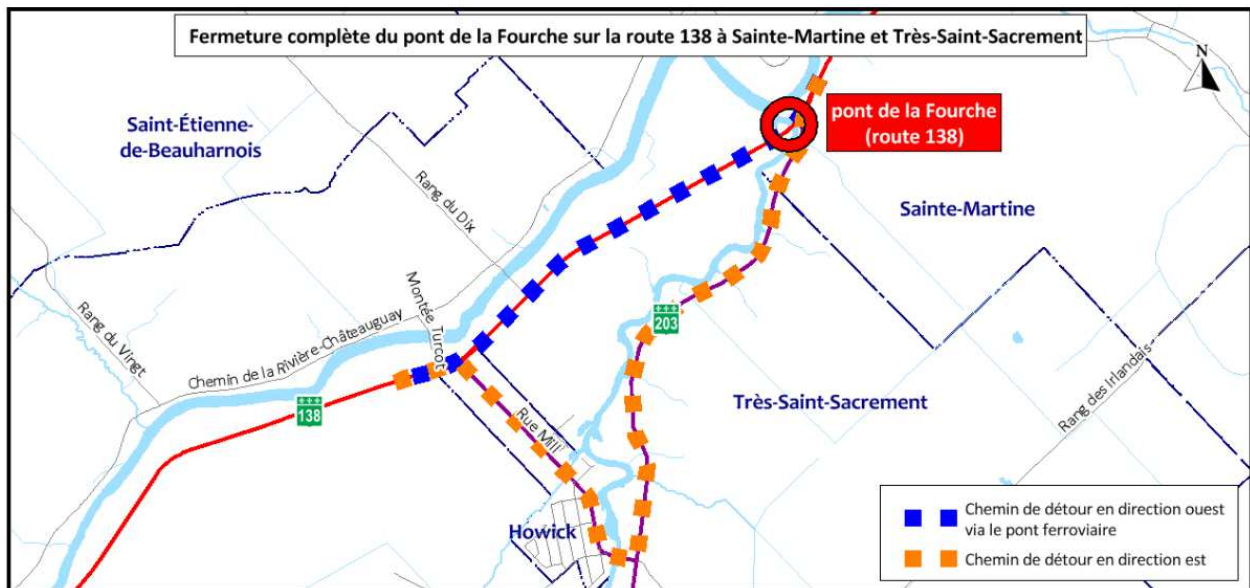 Fermeture complète du pont de la Fourche sur la route 138 à Sainte-Martine et Très-Saint-Sacrement
N
Saint-Étienne-
de-Beauharnois
pont de la Fourche
(route 138)
Rang du Dix
Sainte-Martine
Montée Turcot
Rang du Vingt
Chemin de la Rivière-Châteauguay
203
138
Très-Saint-Sacrement
Rang des Irlandais
Rue Mill
Howick
Chemin de détour en direction ouest
via le pont ferroviaire
Chemin de détour en direction est